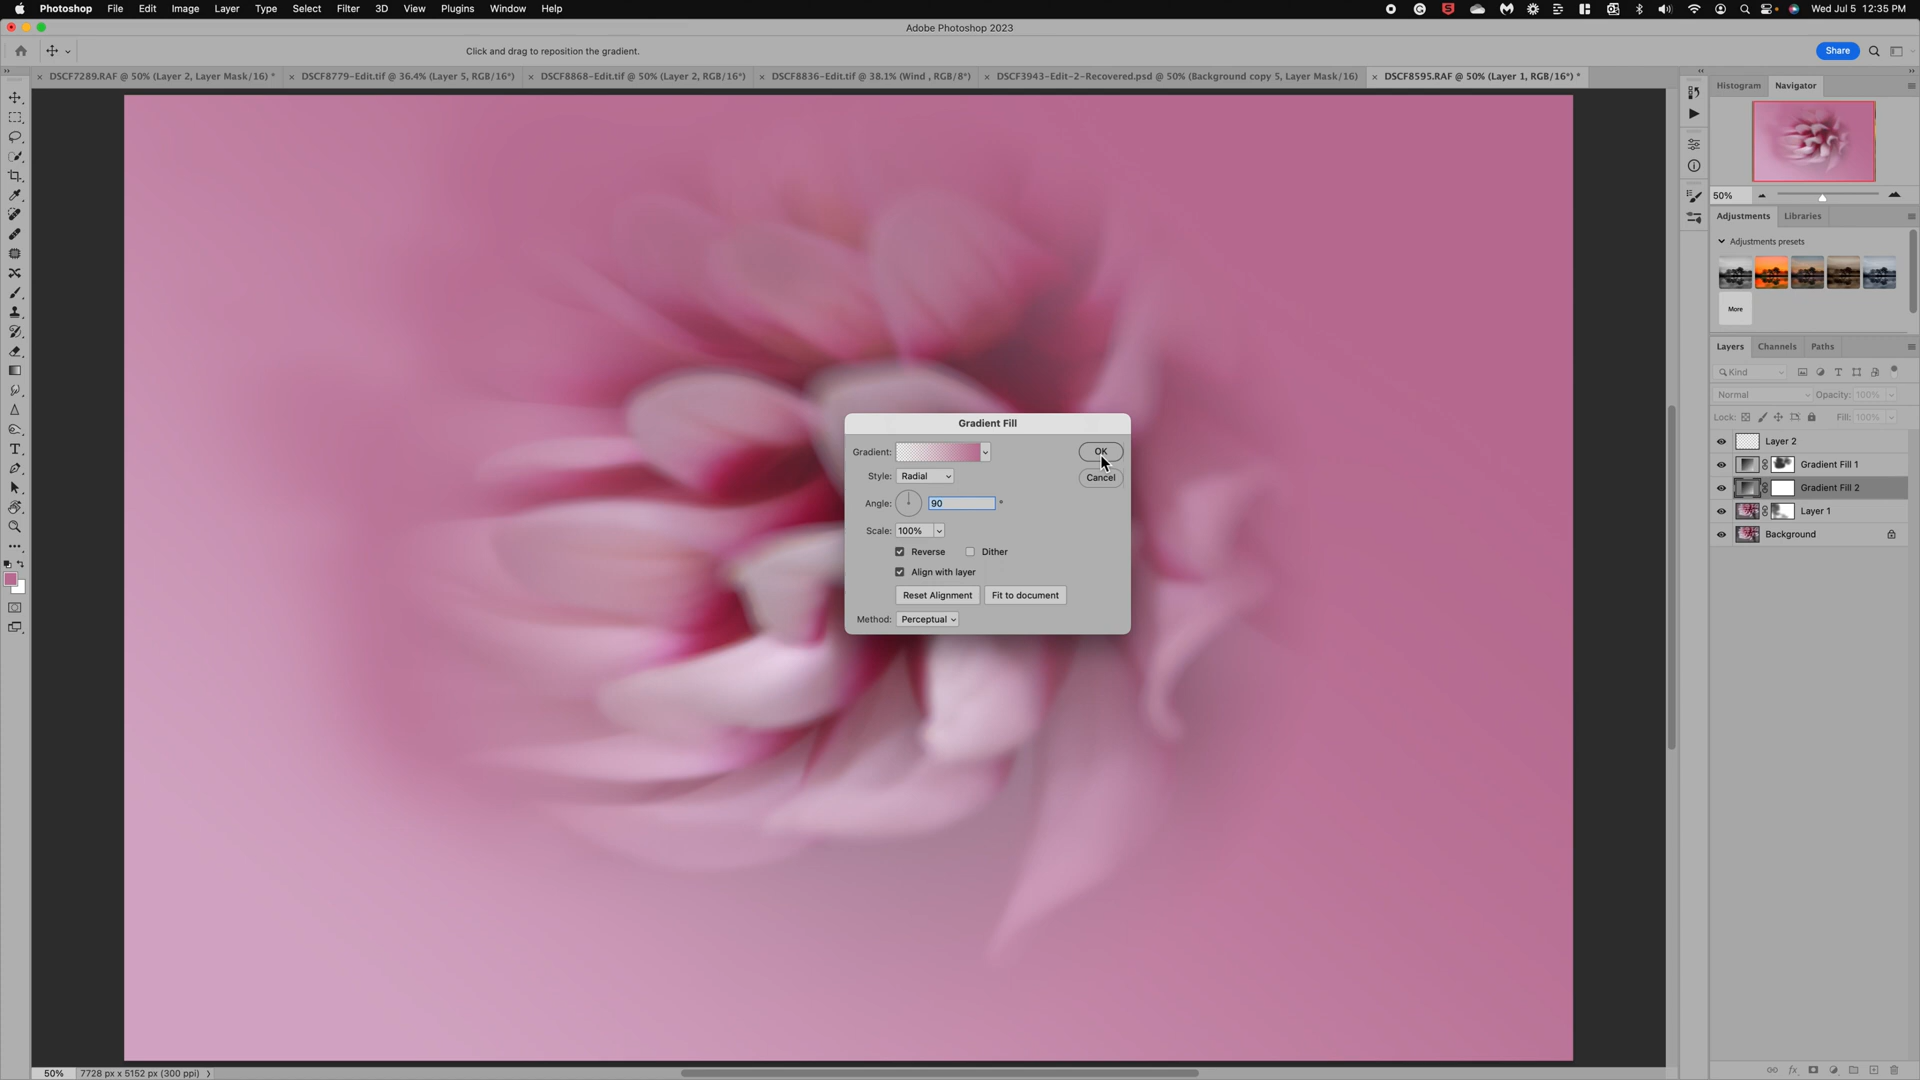 Photoshop File Edit Image Layer Type Select Filter 3D View Plugins Window Help Wed Jul 5 12:35 PM
Adobe Photoshop 2023
Click and drag to reposition the gradient. Share
× DSCF7289.RAF @ 50% (Layer 2, Layer Mask/16) * × DSCF8779-Edit.tif @ 36.4% (Layer 5, RGB/16*) × DSCF8868-Edit.tif @ 50% (Layer 2, RGB/16*) × DSCF8836-Edit.tif @ 38.1% (Wind , RGB/8*) × DSCF3943-Edit-2-Recovered.psd @ 50% (Background copy 5, Layer Mask/16) × DSCF8595.RAF @ 50% (Layer 1, RGB/16*) *
Histogram Navigator
50%
Adjustments Libraries
Adjustments presets
More
Layers Channels Paths
Kind
Normal Opacity: 100%
Lock: Fill: 100%
Layer 2
Gradient Fill 1
Gradient Fill 2
Layer 1
Background
Gradient Fill
Gradient: OK
Style: Radial Cancel
Angle: 90 °
Scale: 100%
Reverse Dither
Align with layer
Reset Alignment Fit to document
Method: Perceptual
50% 7728 px x 5152 px (300 ppi)